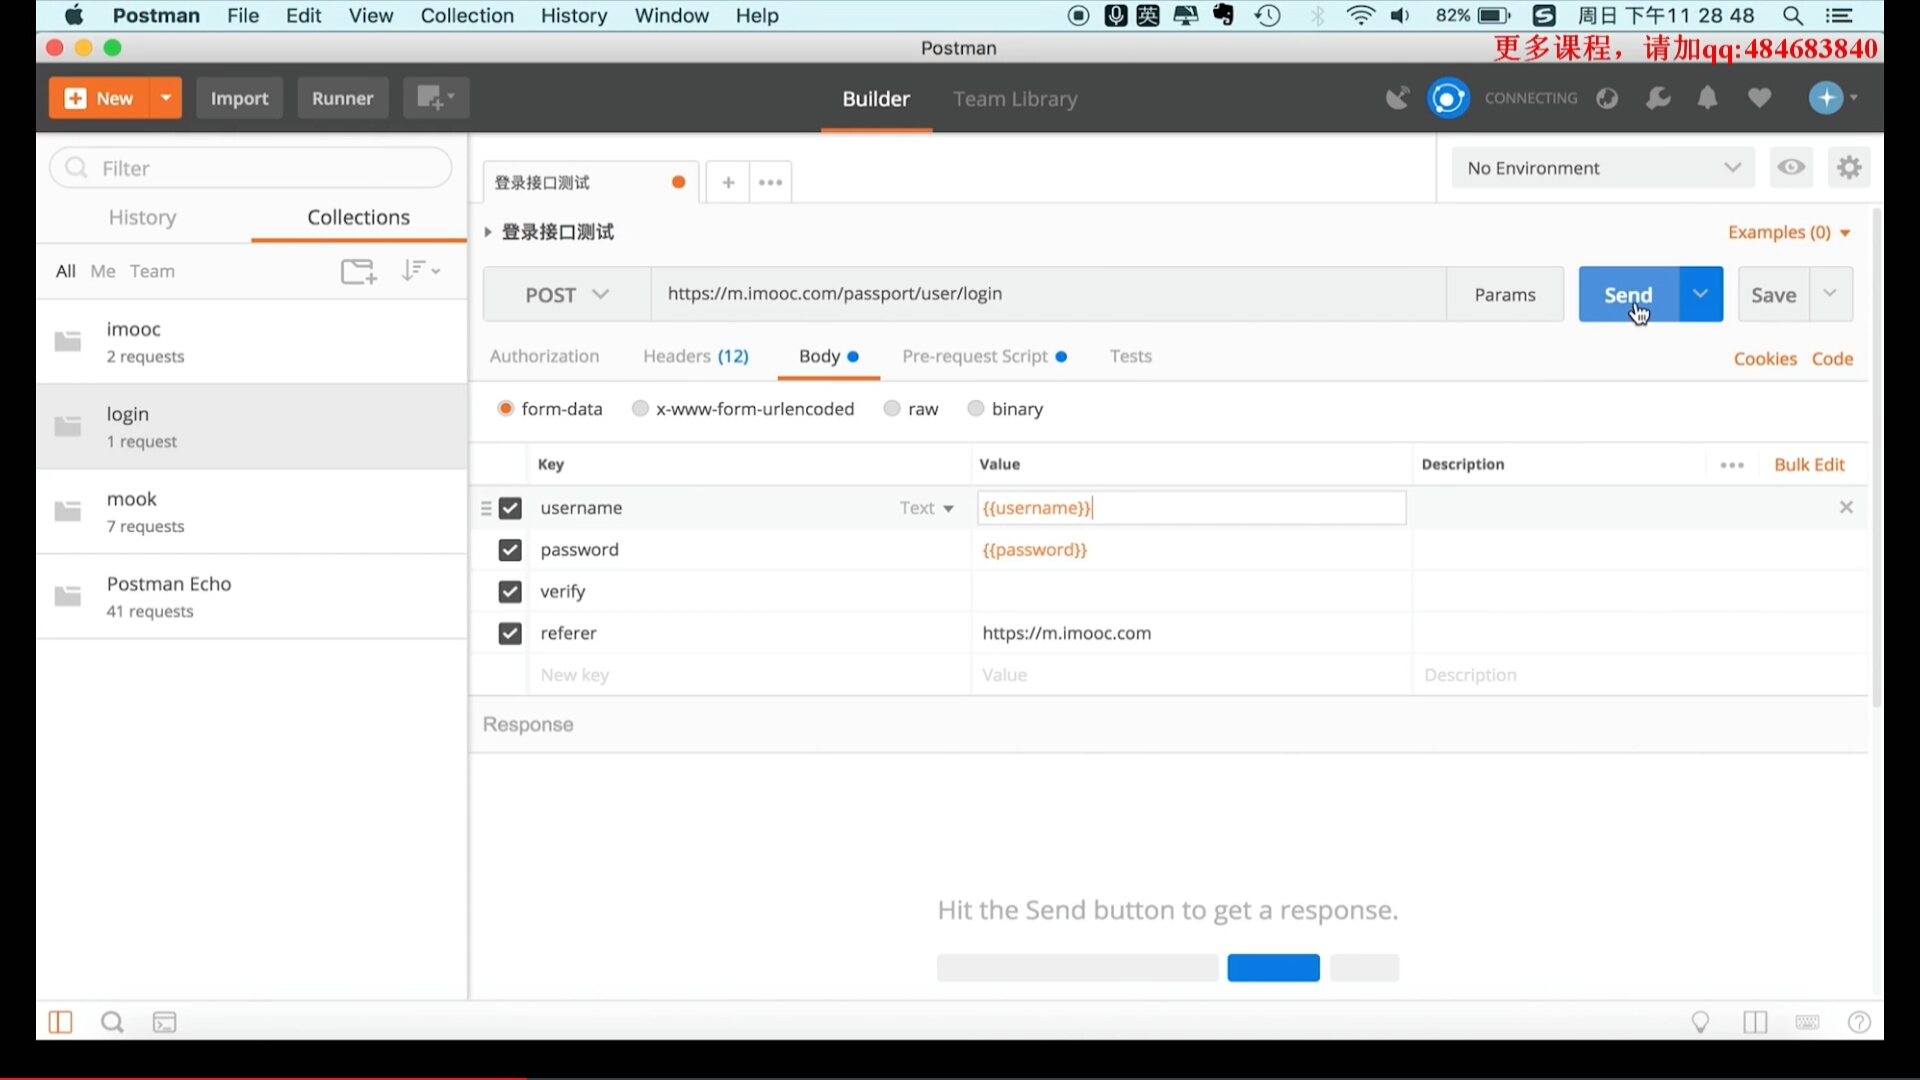 Postman File Edit View Collection History Window Help 英 82% 周日 下午11 28 48
Postman
更多课程，请加qq:484683840
New Import Runner Builder Team Library CONNECTING
Filter
History Collections
All Me Team
imooc
2 requests
login
1 request
mook
7 requests
Postman Echo
41 requests
登录接口测试 No Environment
登录接口测试 Examples (0)
POST https://m.imooc.com/passport/user/login Params Send Save
Authorization Headers (12) Body Pre-request Script Tests Cookies Code
form-data x-www-form-urlencoded raw binary
Key Value Description Bulk Edit
username Text {{username}}
password {{password}}
verify
referer https://m.imooc.com
New key Value Description
Response
Hit the Send button to get a response.